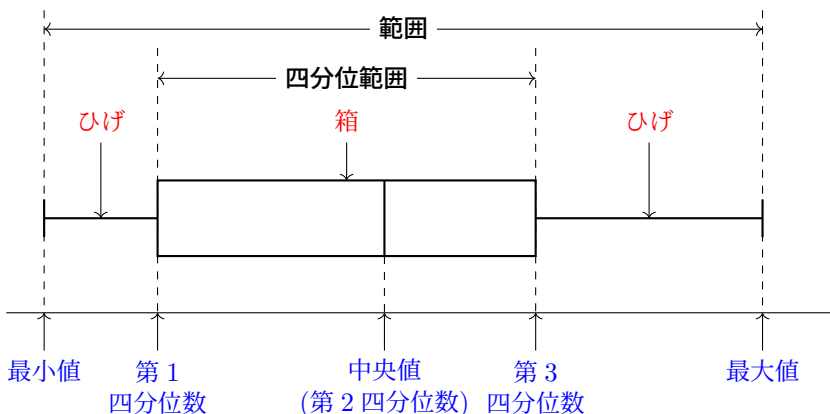 範囲
四分位範囲
ひげ
箱
ひげ
最小値
第 1
四分位数
中央値
(第 2 四分位数)
第 3
四分位数
最大値